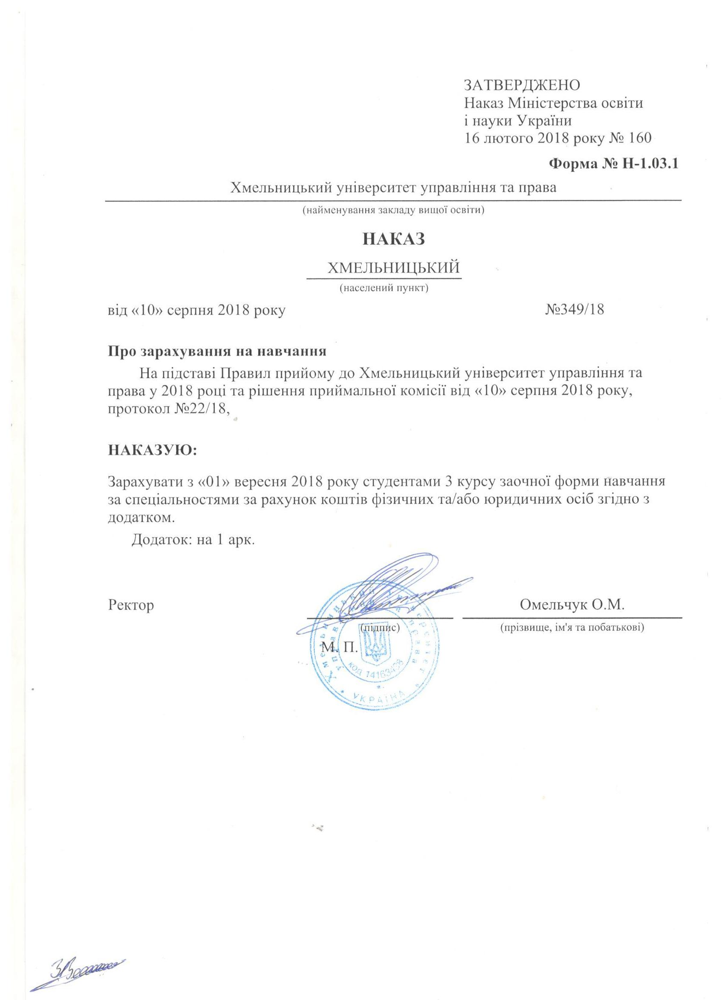 ЗАТВЕРДЖЕНО
Наказ Міністерства освіти
і науки України
16 лютого 2018 року № 160
Форма № Н-1.03.1
Хмельницький університет управління та права
(найменування закладу вищої освіти)
НАКАЗ
ХМЕЛЬНИЦЬКИЙ
(населений пункт)
від «10» серпня 2018 року №349/18
Про зарахування на навчання
На підставі Правил прийому до Хмельницький університет управління та
права у 2018 році та рішення приймальної комісії від «10» серпня 2018 року,
протокол №22/18,
НАКАЗУЮ:
Зарахувати з «01» вересня 2018 року студентами 3 курсу заочної форми навчання
за спеціальностями за рахунок коштів фізичних та/або юридичних осіб згідно з
додатком.
Додаток: на 1 арк.
Ректор Омельчук О.М.
(підпис) (прізвище, ім'я та побатькові)
М. П.
Хмельницький університет
управління та права
код 14163438
* УКРАЇНА *